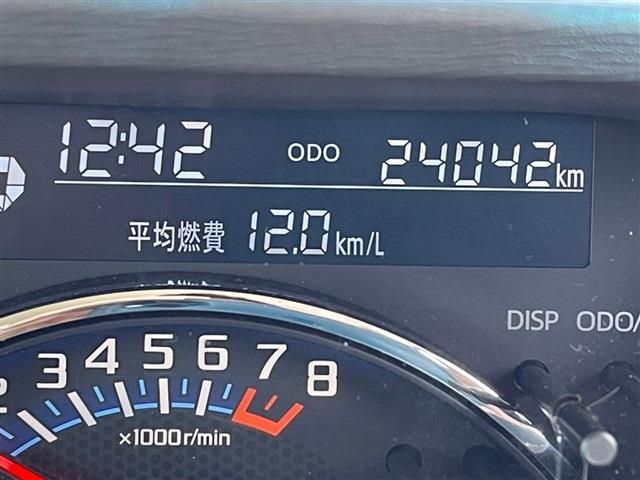 12:42 ODO 24042km
平均燃費 12.0km/L
DISP ODO/
2 3 4 5 6 7 8
×1000r/min